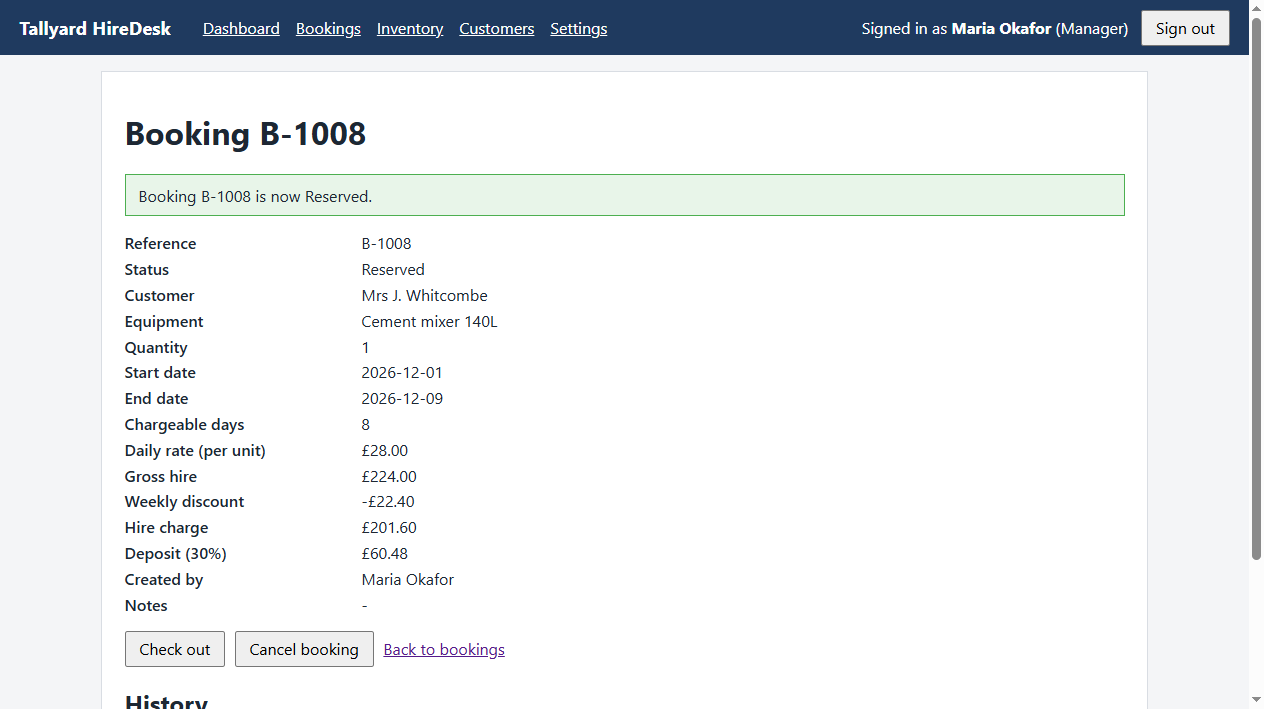 Tallyard HireDesk Dashboard Bookings Inventory Customers Settings Signed in as Maria Okafor (Manager) Sign out
Booking B-1008
Booking B-1008 is now Reserved.
Reference B-1008
Status Reserved
Customer Mrs J. Whitcombe
Equipment Cement mixer 140L
Quantity 1
Start date 2026-12-01
End date 2026-12-09
Chargeable days 8
Daily rate (per unit) £28.00
Gross hire £224.00
Weekly discount -£22.40
Hire charge £201.60
Deposit (30%) £60.48
Created by Maria Okafor
Notes -
Check out Cancel booking Back to bookings
History